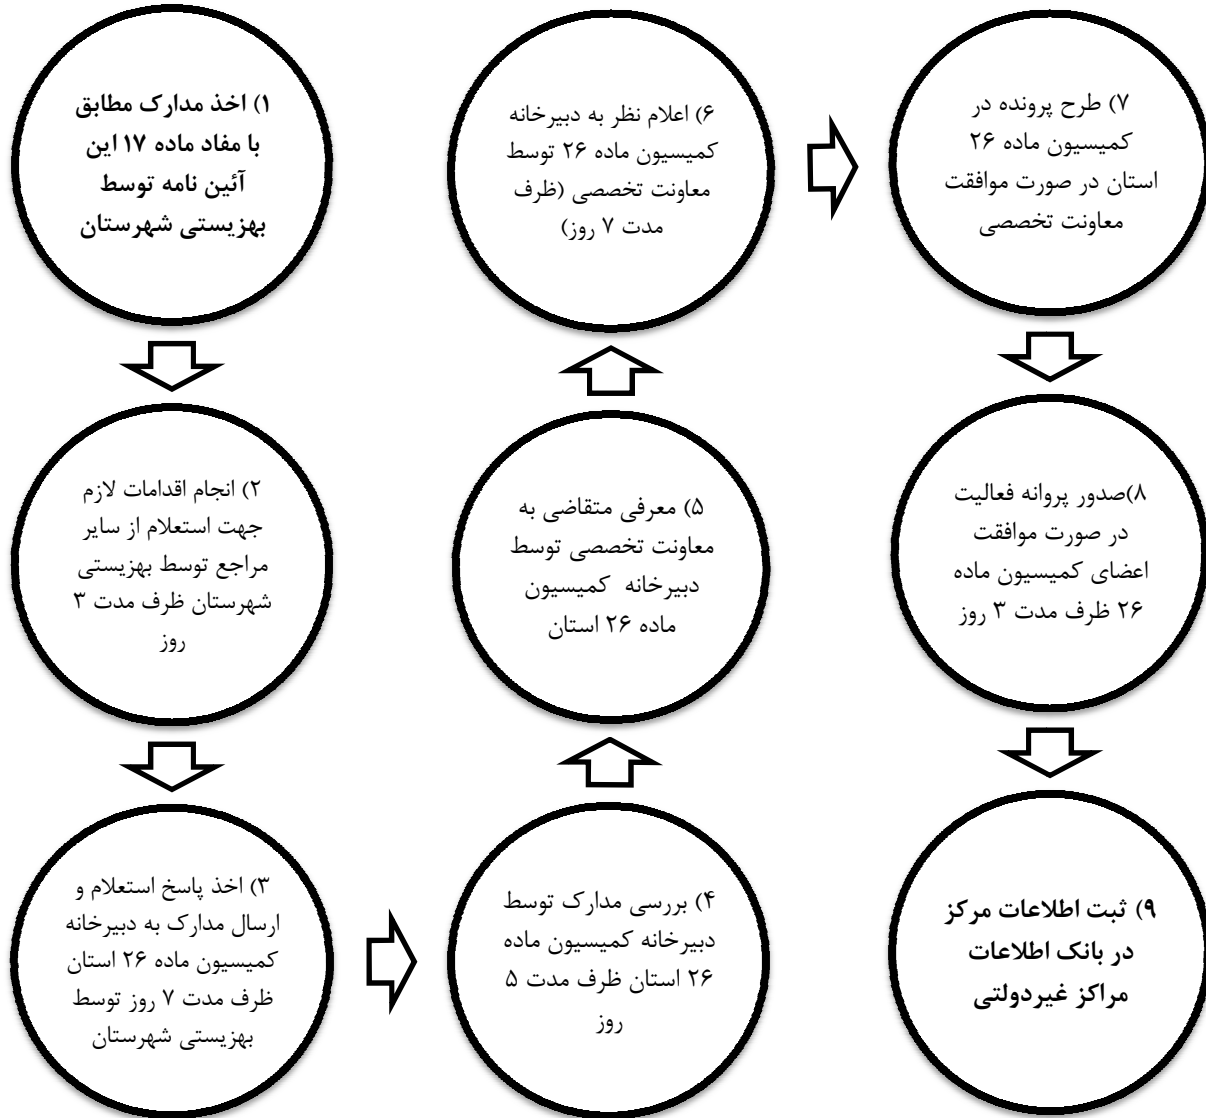 ۱) اخذ مدارک مطابق
با مفاد ماده ۱۷ این
آئین نامه توسط
بهزیستی شهرستان
۲) انجام اقدامات لازم
جهت استعلام از سایر
مراجع توسط بهزیستی
شهرستان ظرف مدت ۳
روز
۳) اخذ پاسخ استعلام و
ارسال مدارک به دبیرخانه
کمیسیون ماده ۲۶ استان
ظرف مدت ۷ روز توسط
بهزیستی شهرستان
۴) بررسی مدارک توسط
دبیرخانه کمیسیون ماده
۲۶ استان ظرف مدت ۵
روز
۵) معرفی متقاضی به
معاونت تخصصی توسط
دبیرخانه کمیسیون
ماده ۲۶ استان
۶) اعلام نظر به دبیرخانه
کمیسیون ماده ۲۶ توسط
معاونت تخصصی (ظرف
مدت ۷ روز)
۷) طرح پرونده در
کمیسیون ماده ۲۶
استان در صورت موافقت
معاونت تخصصی
۸)صدور پروانه فعالیت
در صورت موافقت
اعضای کمیسیون ماده
۲۶ ظرف مدت ۳ روز
۹) ثبت اطلاعات مرکز
در بانک اطلاعات
مراکز غیردولتی